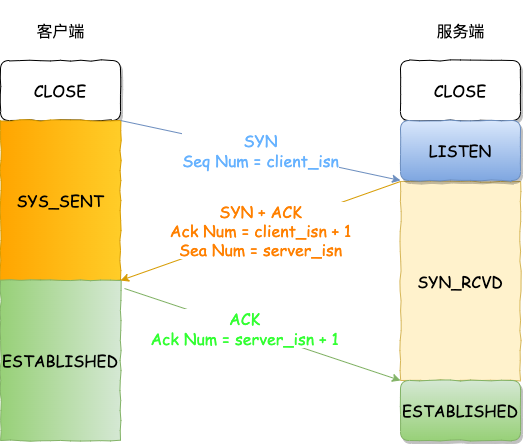 客户端
服务端
CLOSE
CLOSE
SYN
Seq Num = client_isn
LISTEN
SYS_SENT
SYN + ACK
Ack Num = client_isn + 1
Sea Num = server_isn
SYN_RCVD
ACK
Ack Num = server_isn + 1
ESTABLISHED
ESTABLISHED